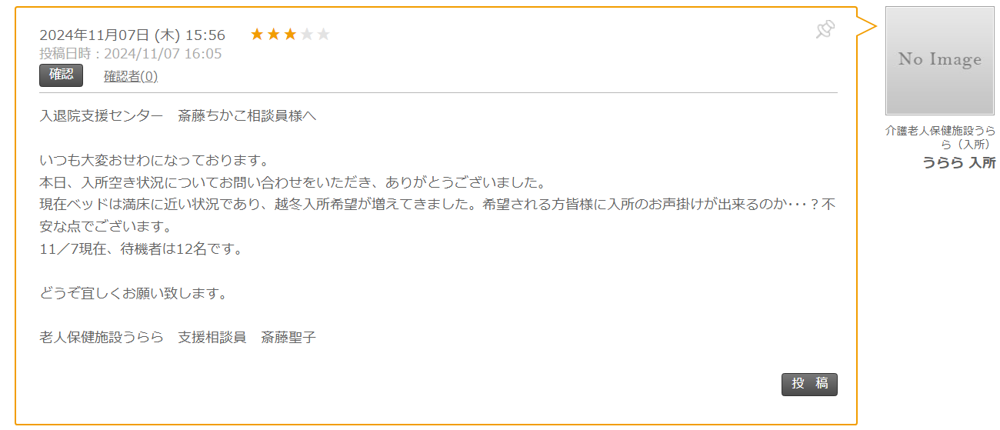 2024年11月07日 (木) 15:56 ★★★★★
投稿日時：2024/11/07 16:05
確認 確認者(0)
入退院支援センター　斎藤ちかこ相談員様へ
いつも大変おせわになっております。
本日、入所空き状況についてお問い合わせをいただき、ありがとうございました。
現在ベッドは満床に近い状況であり、越冬入所希望が増えてきました。希望される方皆様に入所のお声掛けが出来るのか･･･？不
安な点でございます。
11／7現在、待機者は12名です。
どうぞ宜しくお願い致します。
老人保健施設うらら　支援相談員　斎藤聖子
投　稿
No Image
介護老人保健施設うら
ら（入所）
うらら 入所